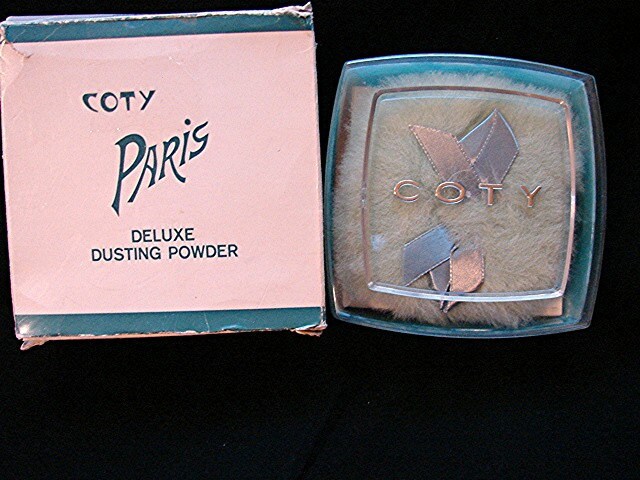 COTY
PARIS
DELUXE
DUSTING POWDER
COTY